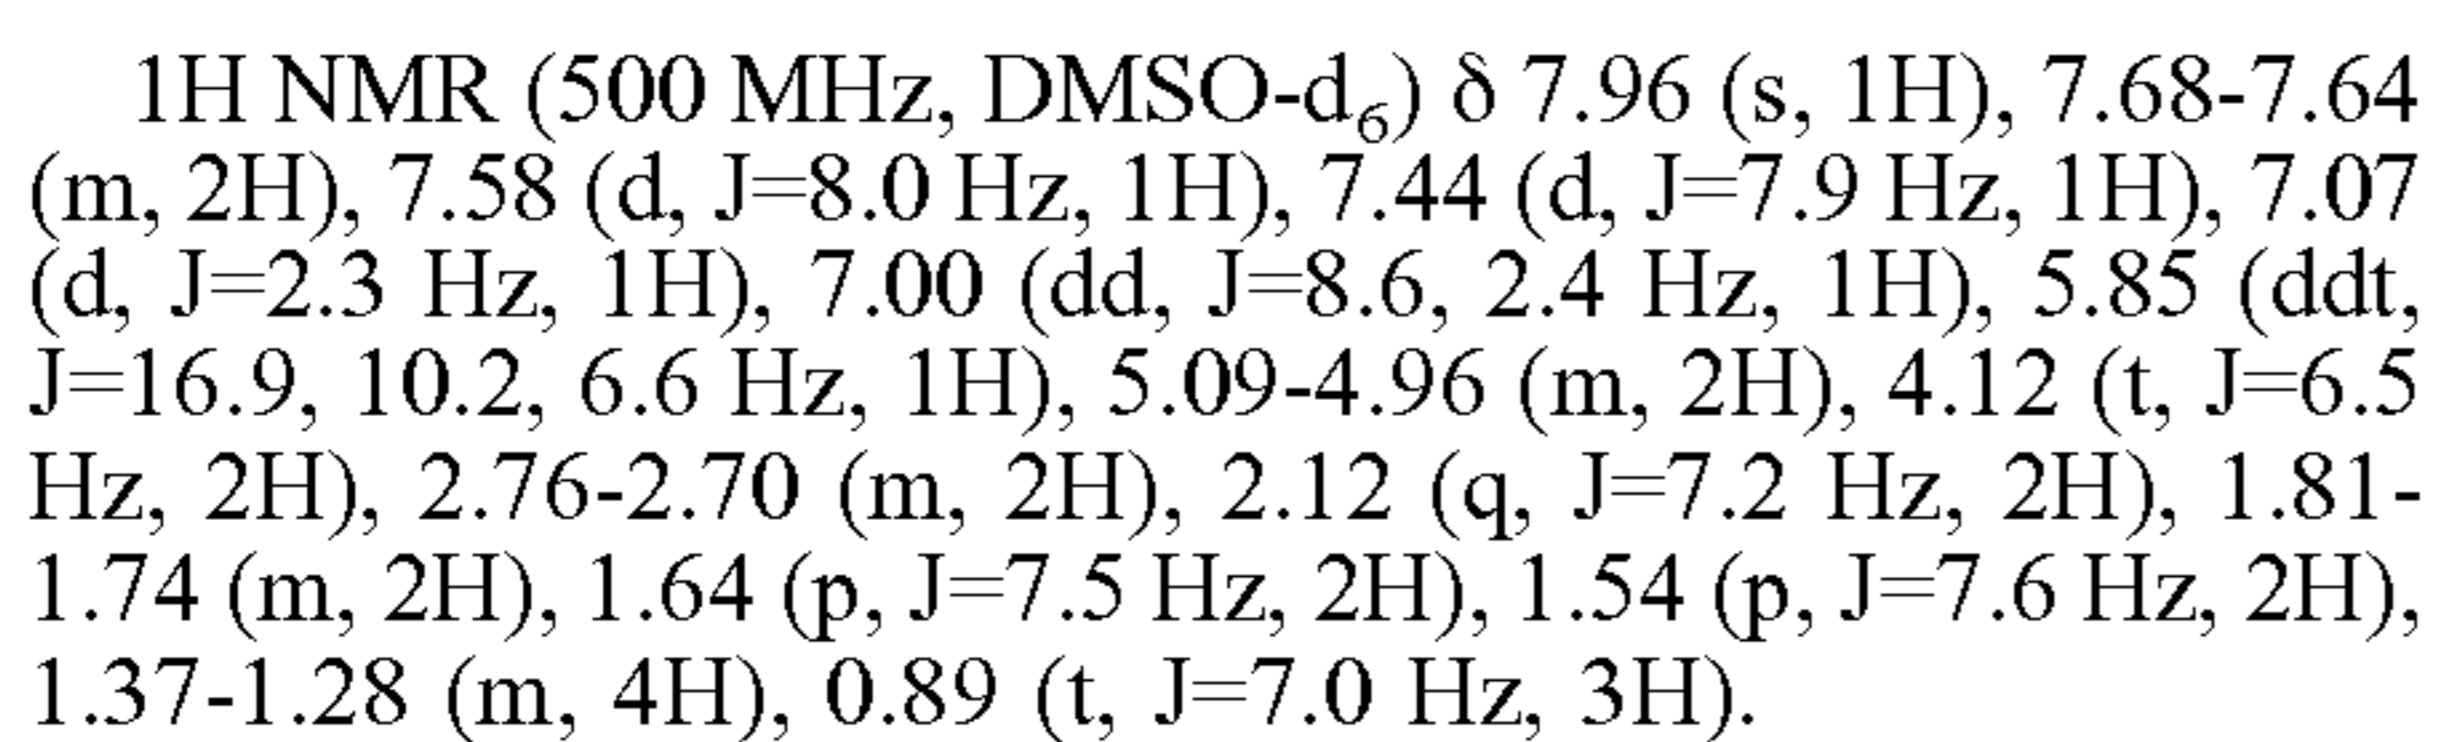 1H NMR (500 MHz, DMSO-d₆) δ 7.96 (s, 1H), 7.68-7.64
(m, 2H), 7.58 (d, J=8.0 Hz, 1H), 7.44 (d, J=7.9 Hz, 1H), 7.07
(d, J=2.3 Hz, 1H), 7.00 (dd, J=8.6, 2.4 Hz, 1H), 5.85 (ddt,
J=16.9, 10.2, 6.6 Hz, 1H), 5.09-4.96 (m, 2H), 4.12 (t, J=6.5
Hz, 2H), 2.76-2.70 (m, 2H), 2.12 (q, J=7.2 Hz, 2H), 1.81-
1.74 (m, 2H), 1.64 (p, J=7.5 Hz, 2H), 1.54 (p, J=7.6 Hz, 2H),
1.37-1.28 (m, 4H), 0.89 (t, J=7.0 Hz, 3H).